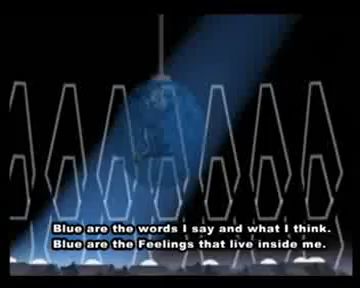 Blue are the words I say and what I think.
Blue are the Feelings that live inside me.